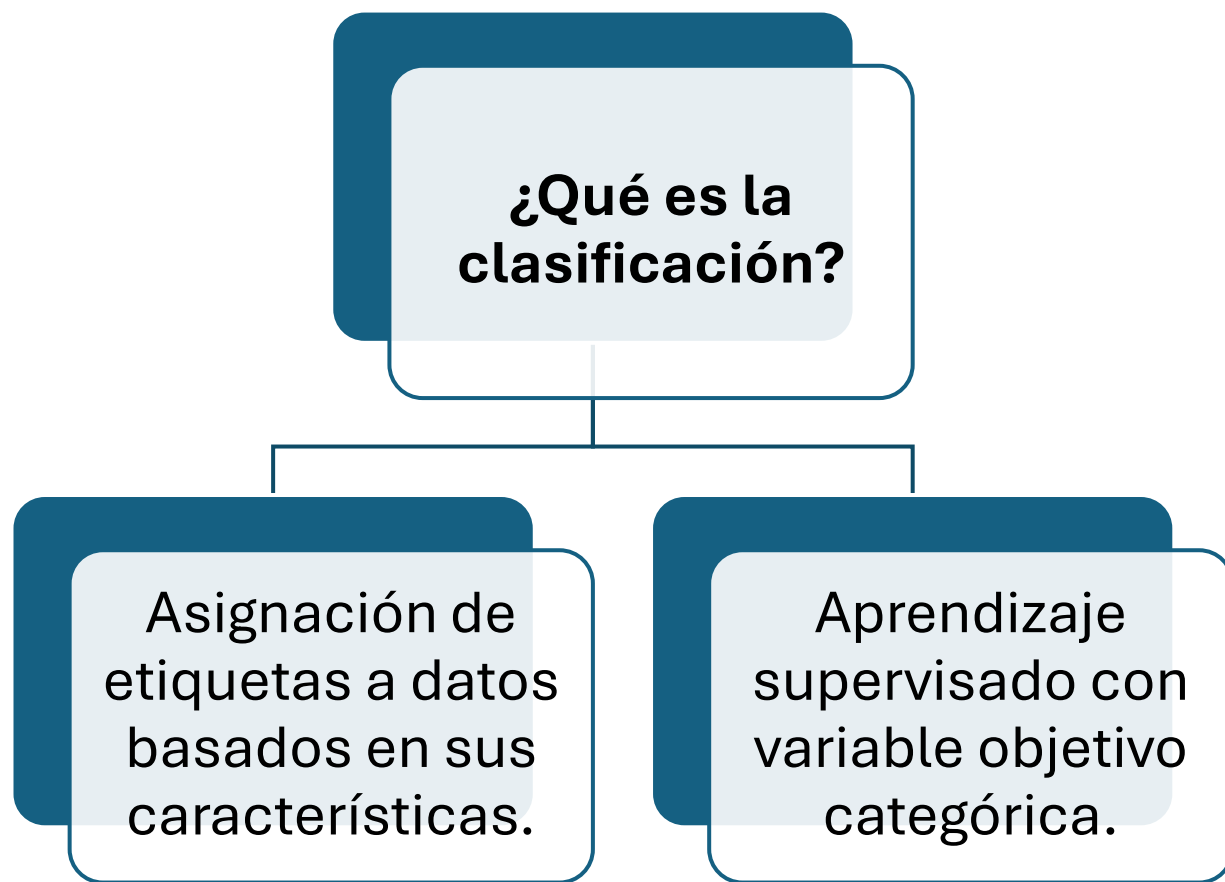 ¿Qué es la
clasificación?
Asignación de
etiquetas a datos
basados en sus
características.
Aprendizaje
supervisado con
variable objetivo
categórica.